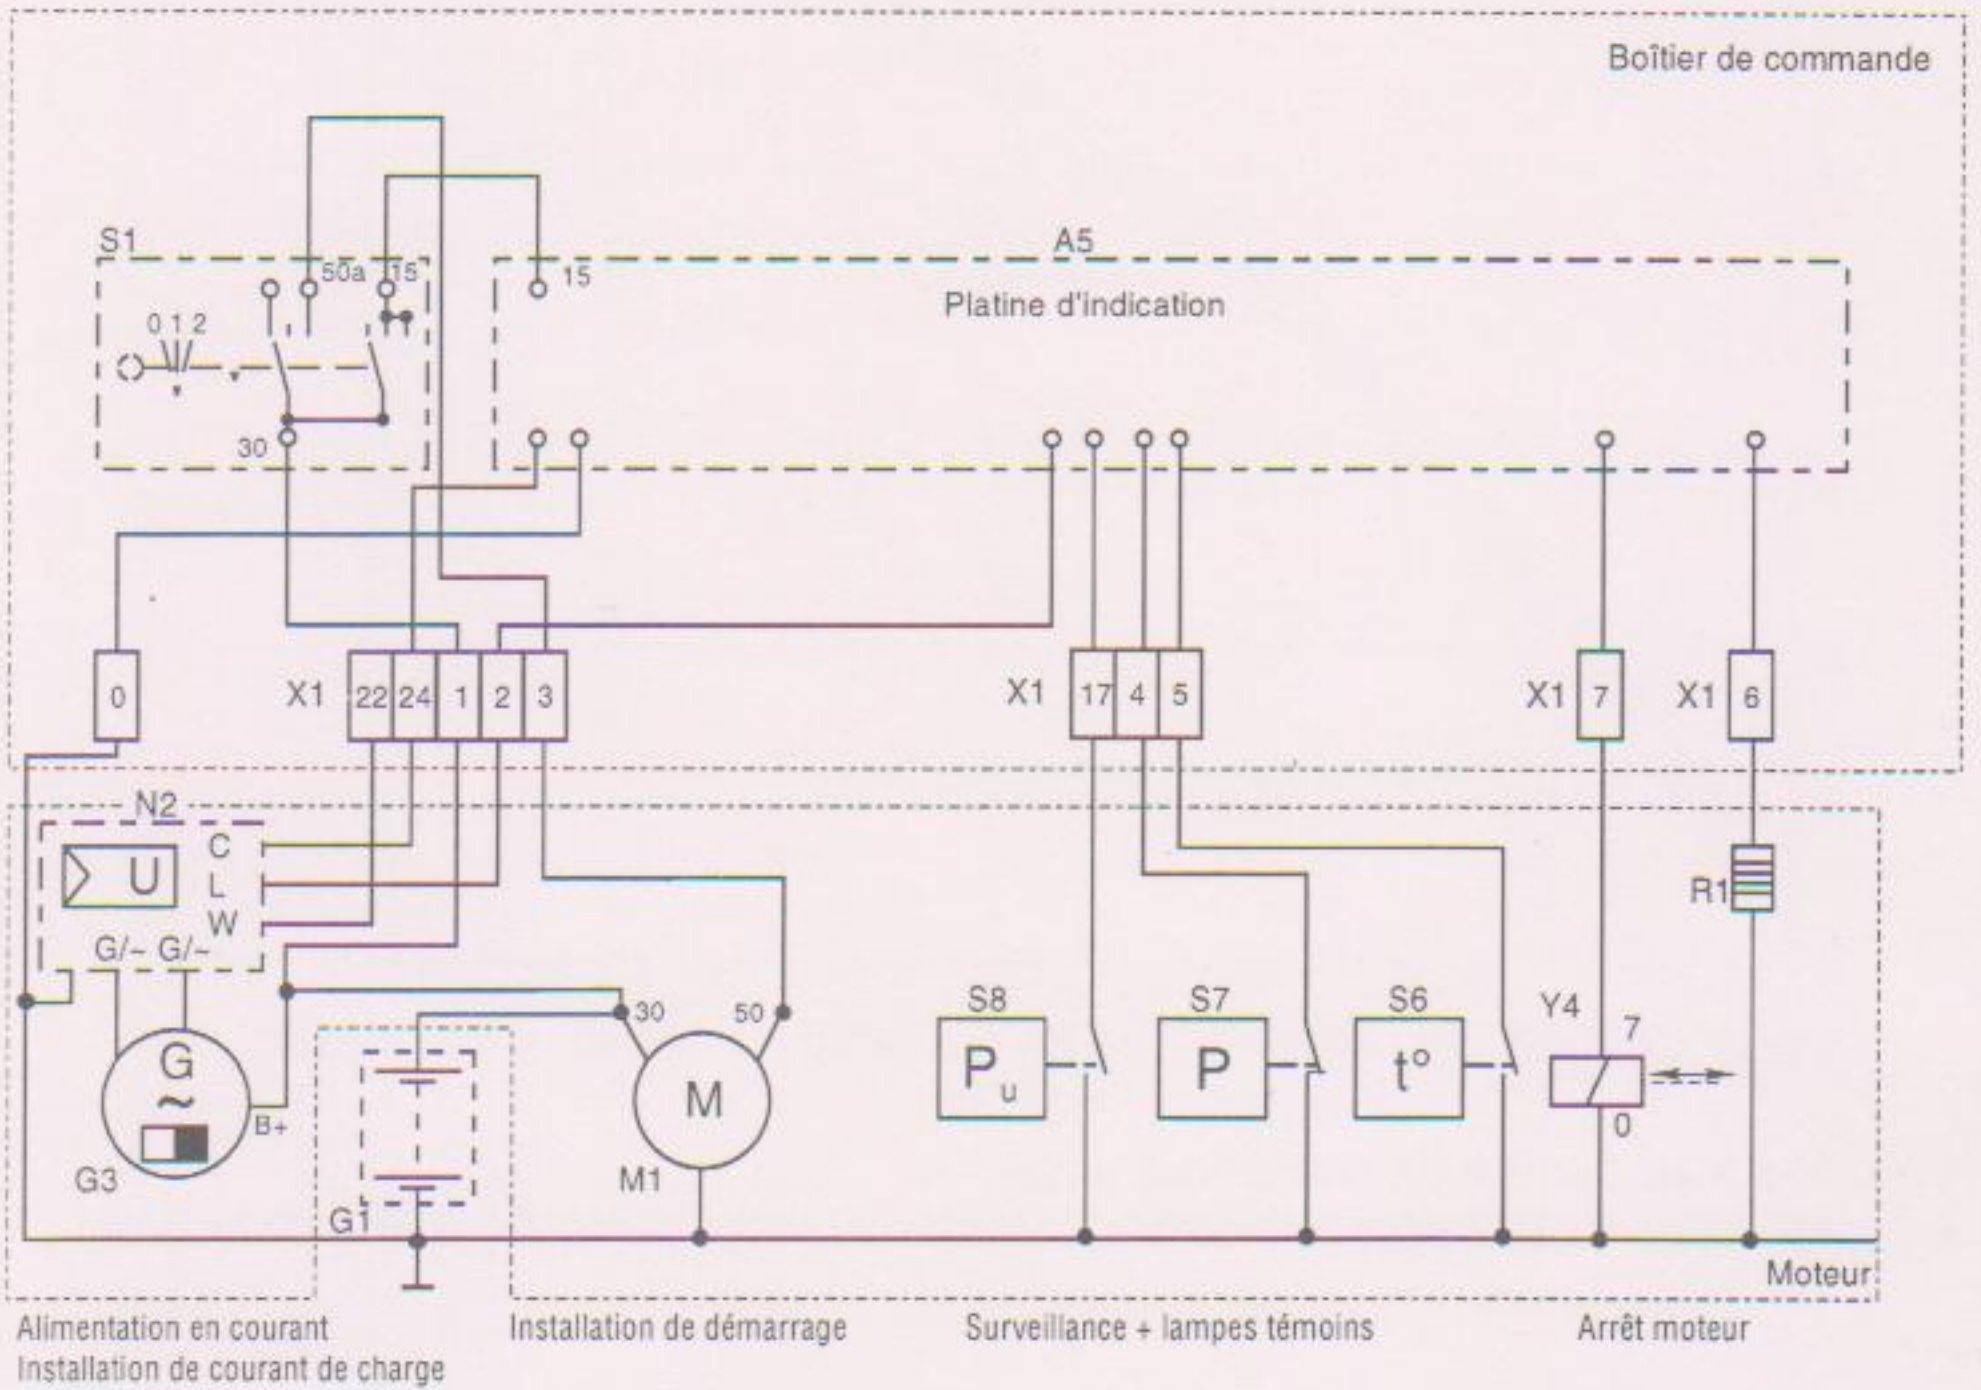 Boîtier de commande
S1
50a
15
15
A5
Platine d'indication
0 1 2
30
0
X1
22
24
1
2
3
X1
17
4
5
X1
7
X1
6
N2
U
C
L
W
G/~ G/~
R1
30
50
S8
S7
S6
Y4
7
G
~
B+
M
Pu
P
t°
0
G3
M1
G1
Moteur
Alimentation en courant
Installation de courant de charge
Installation de démarrage
Surveillance + lampes témoins
Arrêt moteur